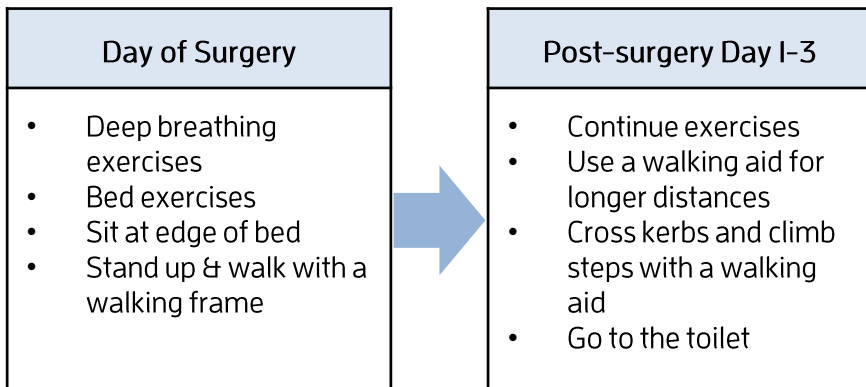 Day of Surgery
• Deep breathing
exercises
• Bed exercises
• Sit at edge of bed
• Stand up & walk with a
walking frame
Post-surgery Day 1-3
• Continue exercises
• Use a walking aid for
longer distances
• Cross kerbs and climb
steps with a walking
aid
• Go to the toilet